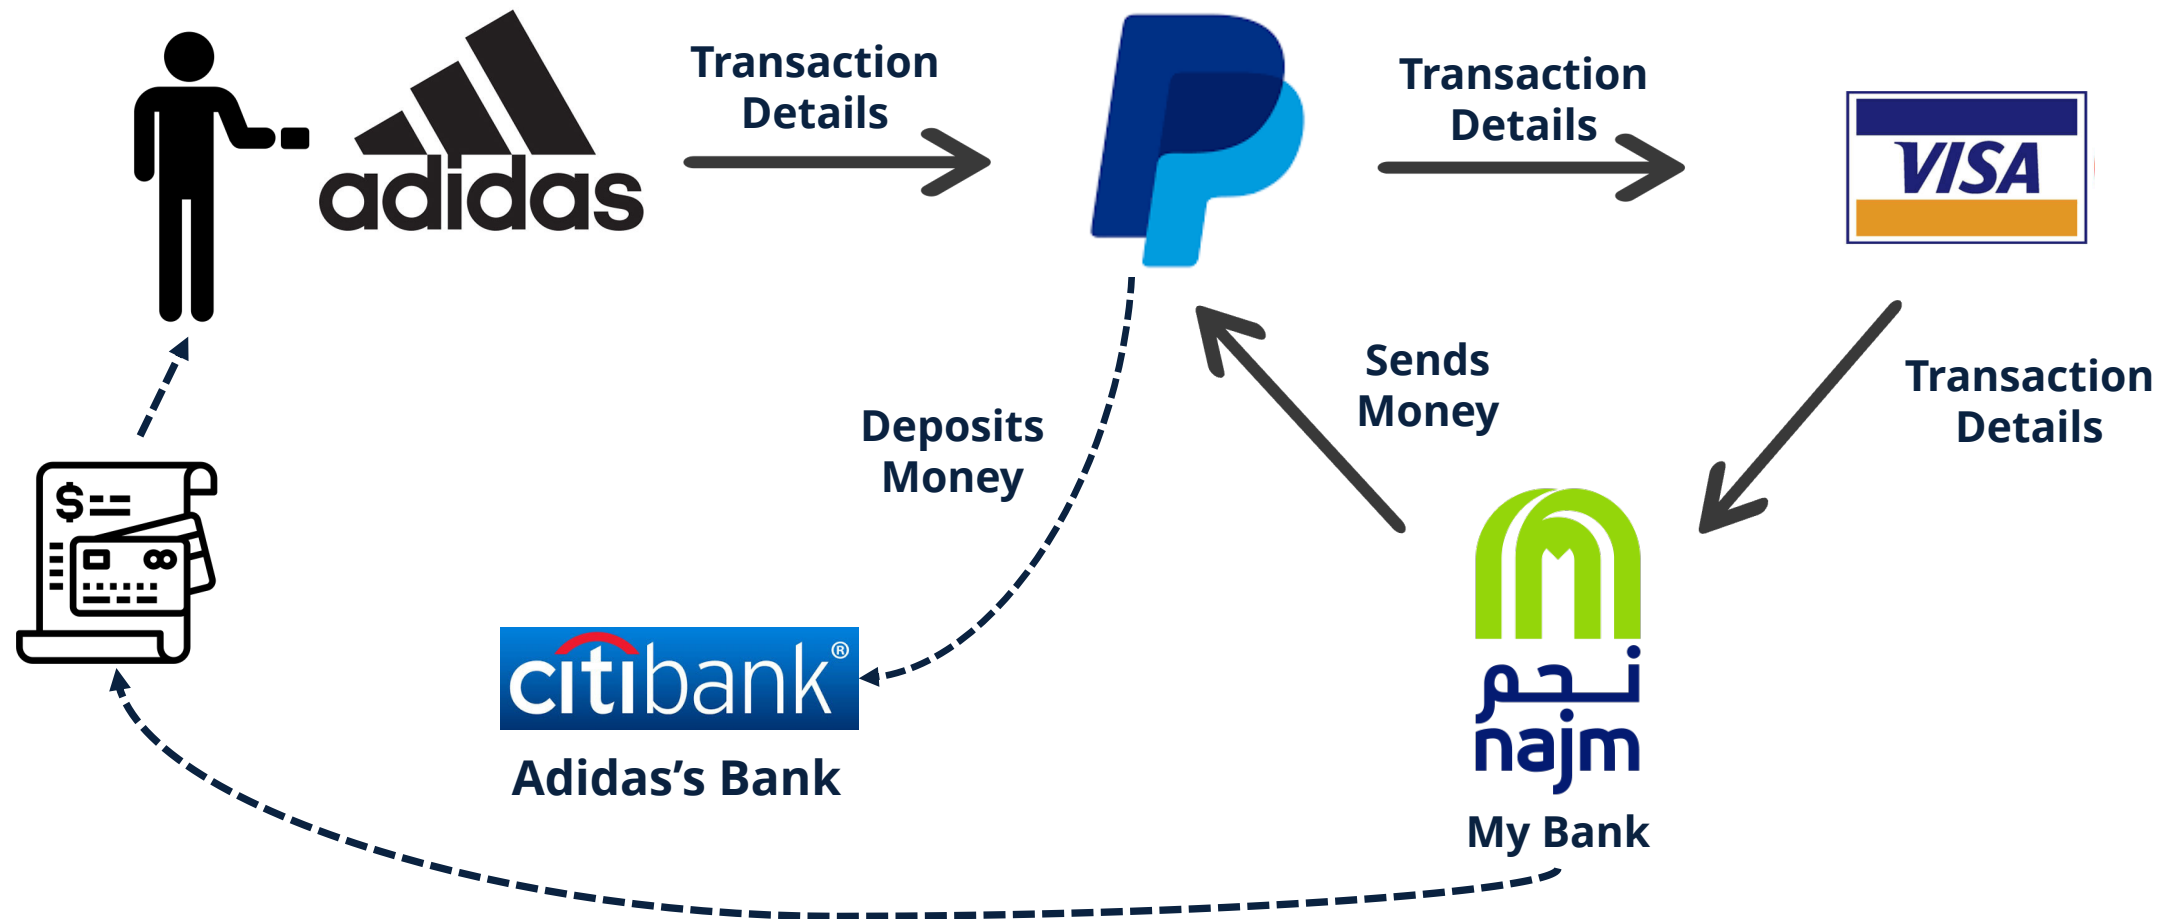 Transaction
Details
adidas
Transaction
Details
VISA
Sends
Money
Transaction
Details
Deposits
Money
$
citibank®
Adidas’s Bank
نجم
najm
My Bank